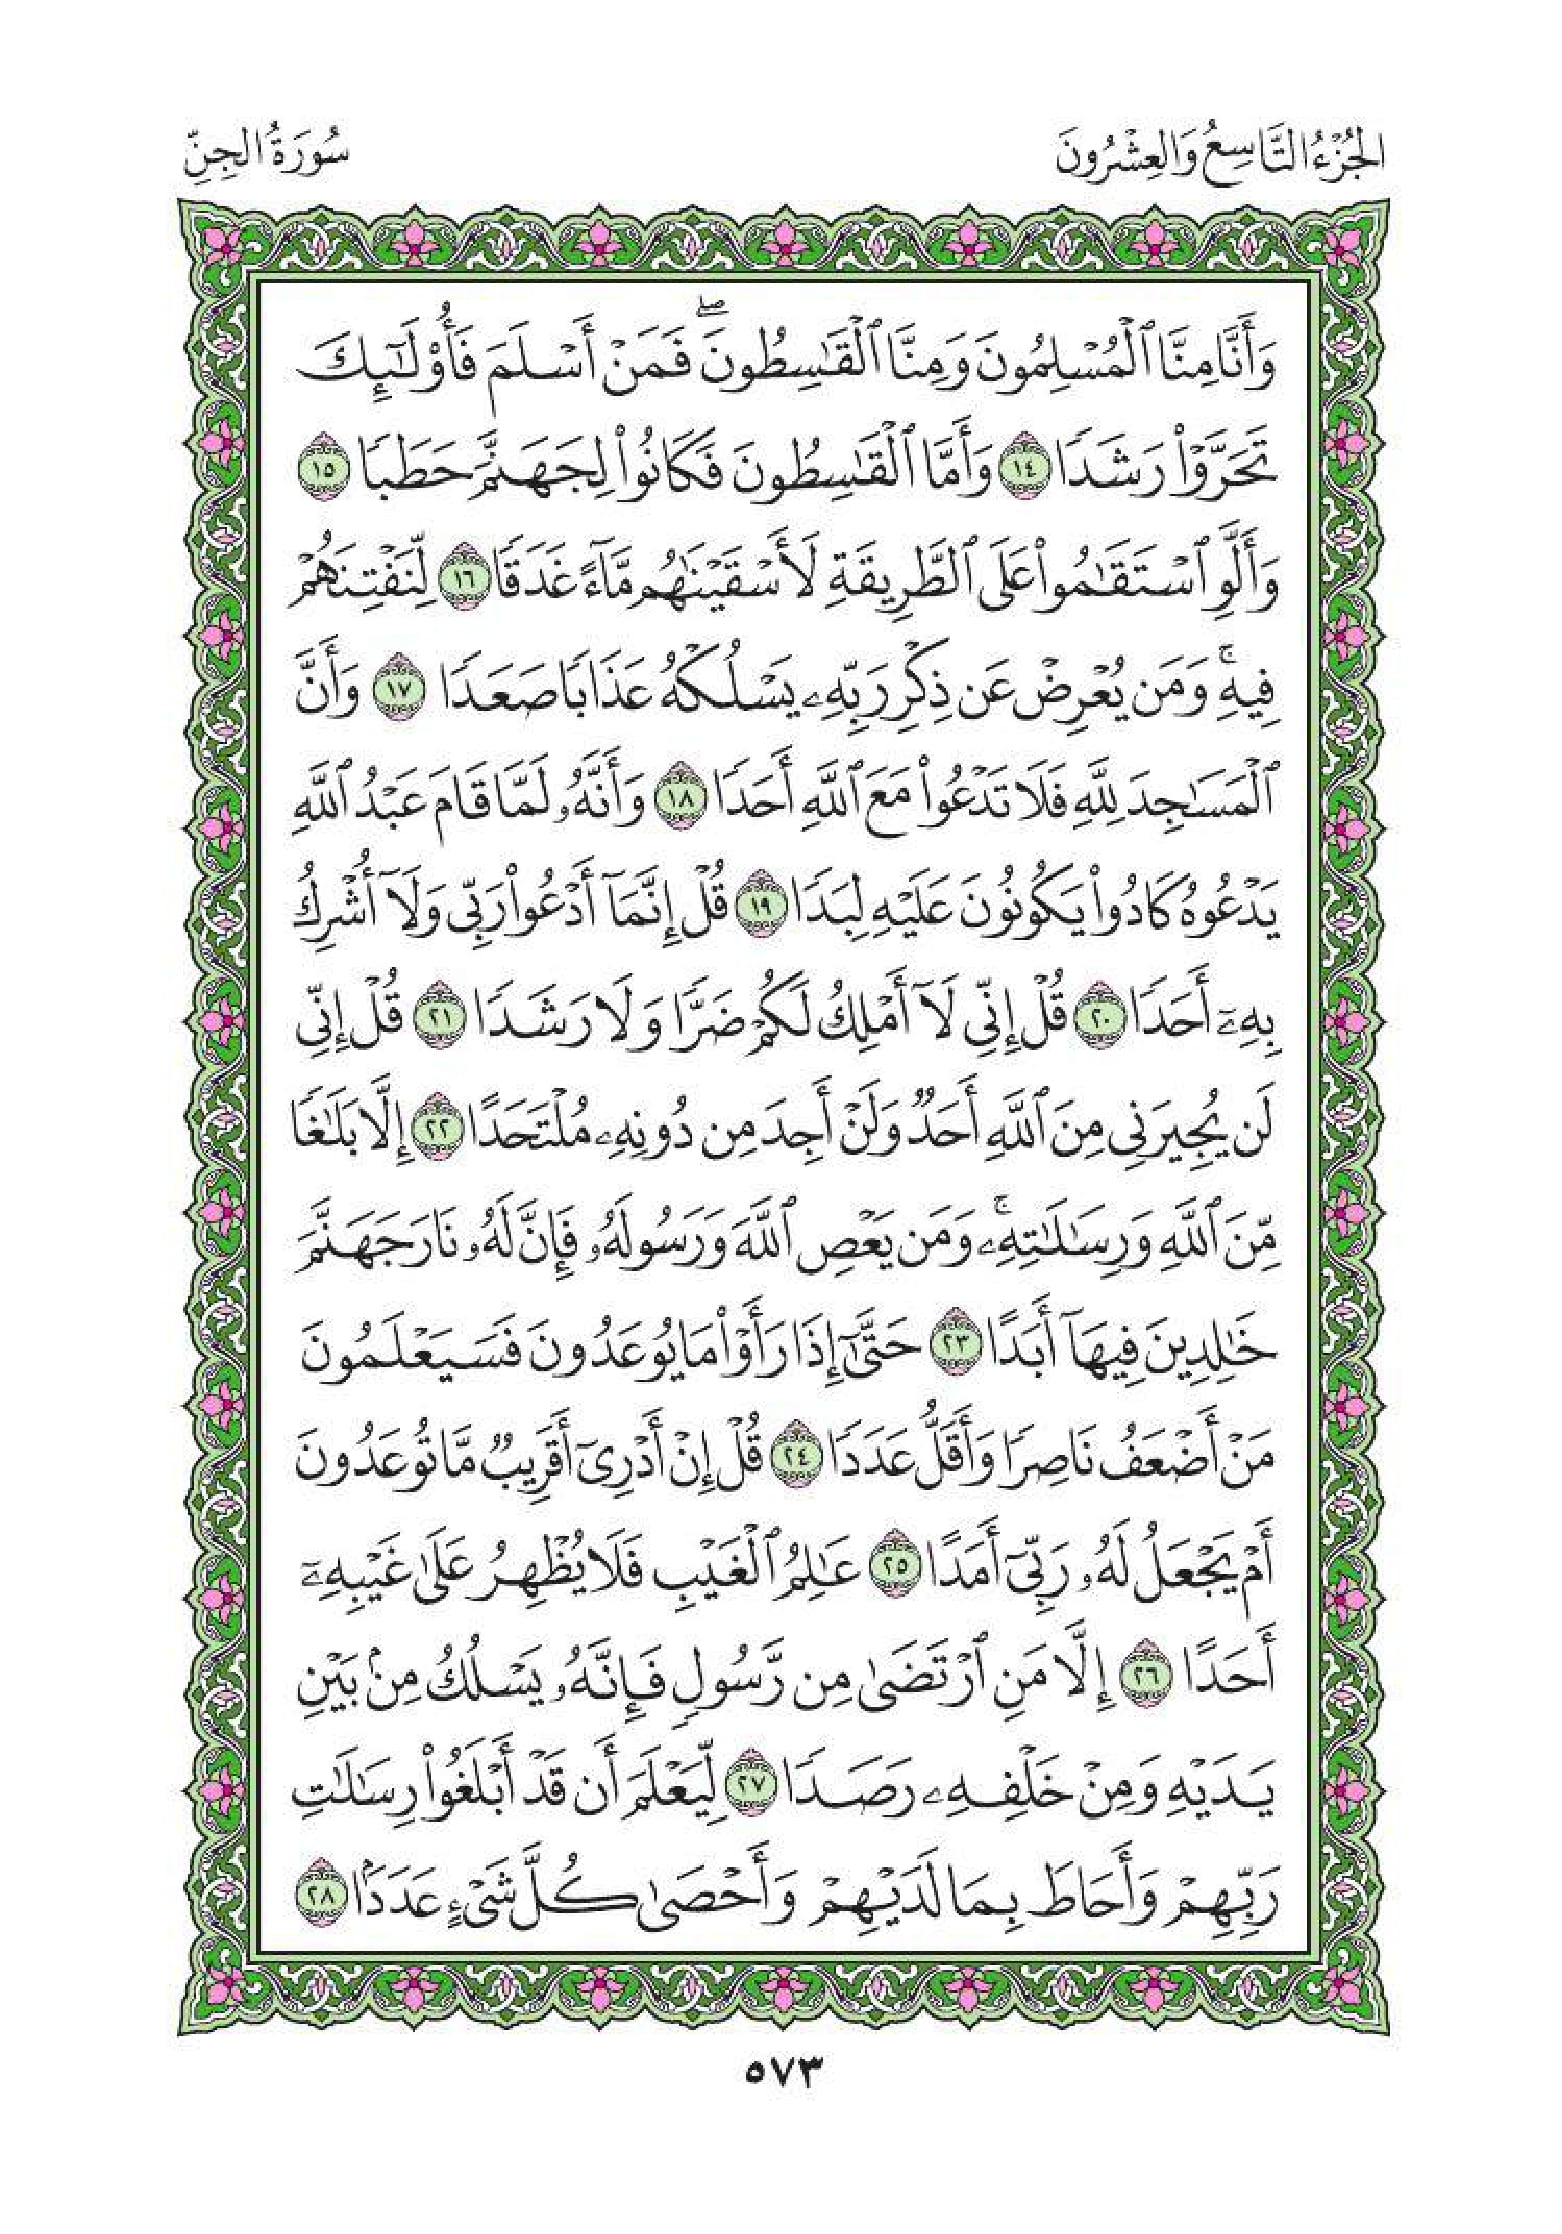 الجُزْءُ التَّاسِعُ وَالعِشْرُونَ
سُورَةُ الجِنِّ
وَأَنَّا مِنَّا ٱلْمُسْلِمُونَ وَمِنَّا ٱلْقَٰسِطُونَۖ فَمَنْ أَسْلَمَ فَأُوْلَٰٓئِكَ
تَحَرَّوْاْ رَشَدًا ١٤ وَأَمَّا ٱلْقَٰسِطُونَ فَكَانُواْ لِجَهَنَّمَ حَطَبًا ١٥
وَأَلَّوِ ٱسْتَقَٰمُواْ عَلَى ٱلطَّرِيقَةِ لَأَسْقَيْنَٰهُم مَّآءً غَدَقًا ١٦ لِّنَفْتِنَهُمْ
فِيهِۚ وَمَن يُعْرِضْ عَن ذِكْرِ رَبِّهِۦ يَسْلُكْهُ عَذَابًا صَعَدًا ١٧ وَأَنَّ
ٱلْمَسَٰجِدَ لِلَّهِ فَلَا تَدْعُواْ مَعَ ٱللَّهِ أَحَدًا ١٨ وَأَنَّهُۥ لَمَّا قَامَ عَبْدُ ٱللَّهِ
يَدْعُوهُ كَادُواْ يَكُونُونَ عَلَيْهِ لِبَدًا ١٩ قُلْ إِنَّمَآ أَدْعُواْ رَبِّى وَلَآ أُشْرِكُ
بِهِۦٓ أَحَدًا ٢٠ قُلْ إِنِّى لَآ أَمْلِكُ لَكُمْ ضَرًّا وَلَا رَشَدًا ٢١ قُلْ إِنِّى
لَن يُجِيرَنِى مِنَ ٱللَّهِ أَحَدٌ وَلَنْ أَجِدَ مِن دُونِهِۦ مُلْتَحَدًا ٢٢ إِلَّا بَلَٰغًا
مِّنَ ٱللَّهِ وَرِسَٰلَٰتِهِۦۚ وَمَن يَعْصِ ٱللَّهَ وَرَسُولَهُۥ فَإِنَّ لَهُۥ نَارَ جَهَنَّمَ
خَٰلِدِينَ فِيهَآ أَبَدًا ٢٣ حَتَّىٰٓ إِذَا رَأَوْاْ مَا يُوعَدُونَ فَسَيَعْلَمُونَ
مَنْ أَضْعَفُ نَاصِرًا وَأَقَلُّ عَدَدًا ٢٤ قُلْ إِنْ أَدْرِىٓ أَقَرِيبٌ مَّا تُوعَدُونَ
أَمْ يَجْعَلُ لَهُۥ رَبِّىٓ أَمَدًا ٢٥ عَٰلِمُ ٱلْغَيْبِ فَلَا يُظْهِرُ عَلَىٰ غَيْبِهِۦٓ
أَحَدًا ٢٦ إِلَّا مَنِ ٱرْتَضَىٰ مِن رَّسُولٍ فَإِنَّهُۥ يَسْلُكُ مِنۢ بَيْنِ
يَدَيْهِ وَمِنْ خَلْفِهِۦ رَصَدًا ٢٧ لِّيَعْلَمَ أَن قَدْ أَبْلَغُواْ رِسَٰلَٰتِ
رَبِّهِمْ وَأَحَاطَ بِمَا لَدَيْهِمْ وَأَحْصَىٰ كُلَّ شَىْءٍ عَدَدًۢا ٢٨
٥٧٣